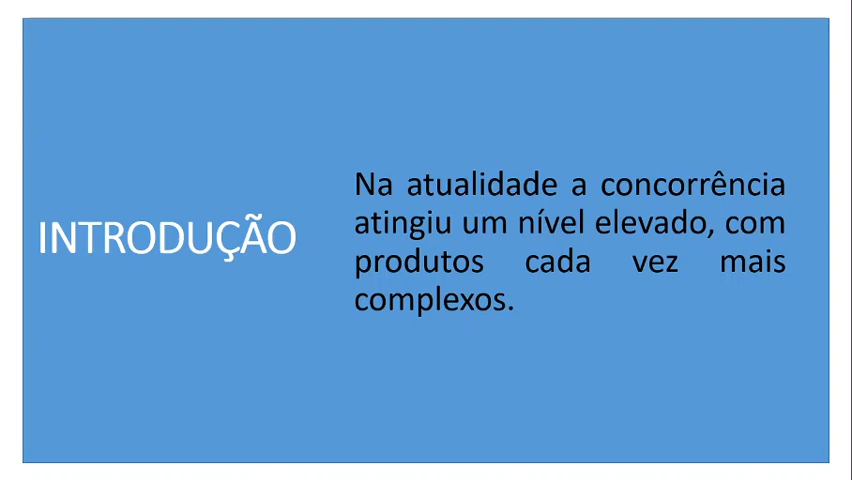 INTRODUÇÃO
Na atualidade a concorrência
atingiu um nível elevado, com
produtos cada vez mais
complexos.